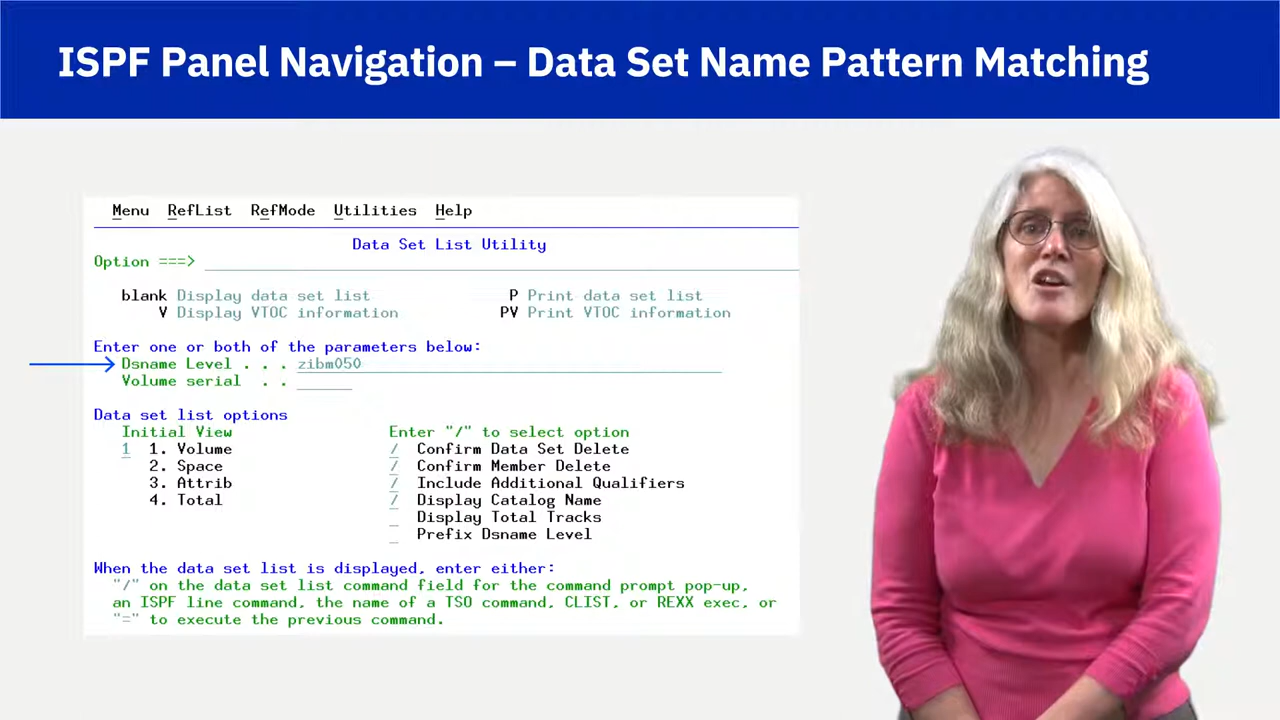 ISPF Panel Navigation – Data Set Name Pattern Matching
Menu RefList RefMode Utilities Help
Data Set List Utility
Option ===>
blank Display data set list P Print data set list
V Display VTOC information PV Print VTOC information
Enter one or both of the parameters below:
Dsname Level . . . zibm050
Volume serial . .
Data set list options
Initial View Enter "/" to select option
1 1. Volume / Confirm Data Set Delete
2. Space / Confirm Member Delete
3. Attrib / Include Additional Qualifiers
4. Total / Display Catalog Name
_ Display Total Tracks
_ Prefix Dsname Level
When the data set list is displayed, enter either:
"/" on the data set list command field for the command prompt pop-up,
an ISPF line command, the name of a TSO command, CLIST, or REXX exec, or
"=" to execute the previous command.